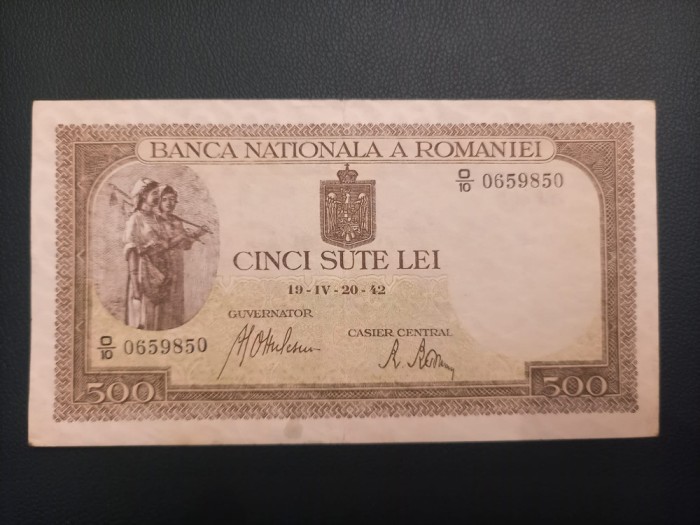 BANCA NATIONALA A ROMANIEI
O/10 0659850
CINCI SUTE LEI
19-IV-20-42
GUVERNATOR
CASIER CENTRAL
O/10 0659850
500
500